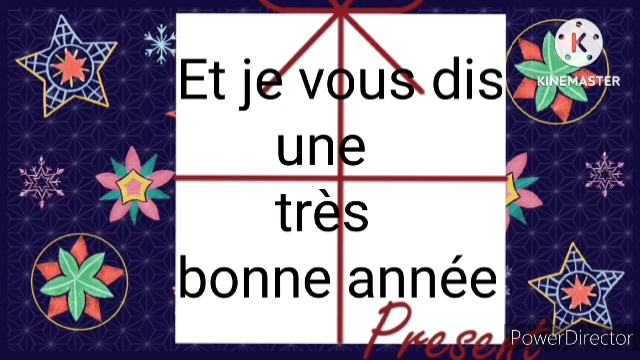 Et je vous dis
une
très
bonne année
Present
KINEMASTER
PowerDirector